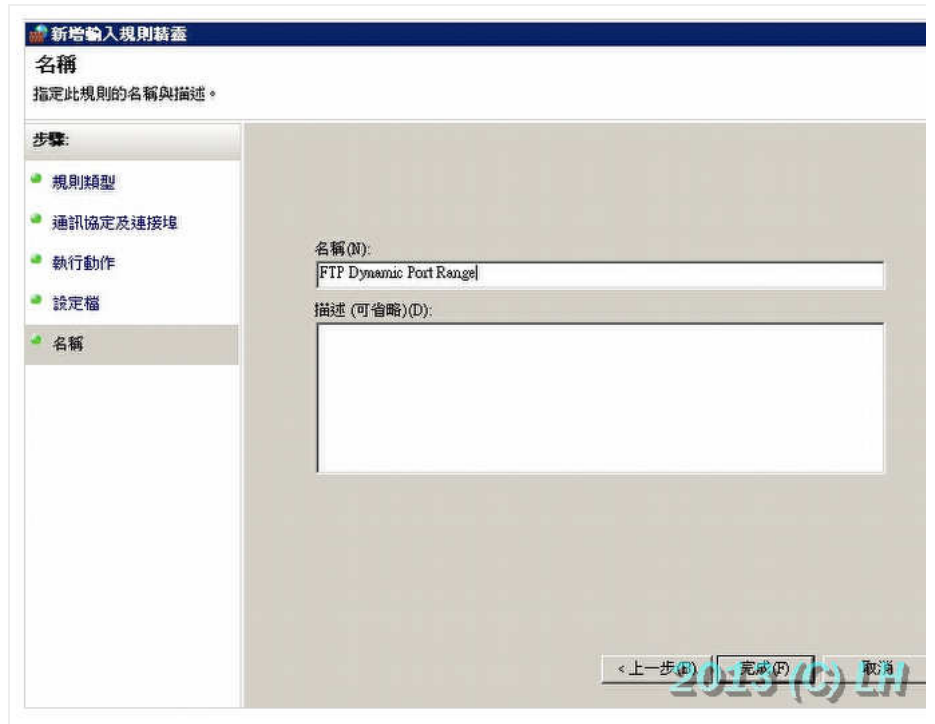 新增輸入規則精靈
名稱
指定此規則的名稱與描述。
步驟:
規則類型
通訊協定及連接埠
執行動作
設定檔
名稱
名稱(N):
FTP Dynamic Port Range
描述 (可省略)(D):
<上一步(B)
完成(F)
取消
2013 (C) LH